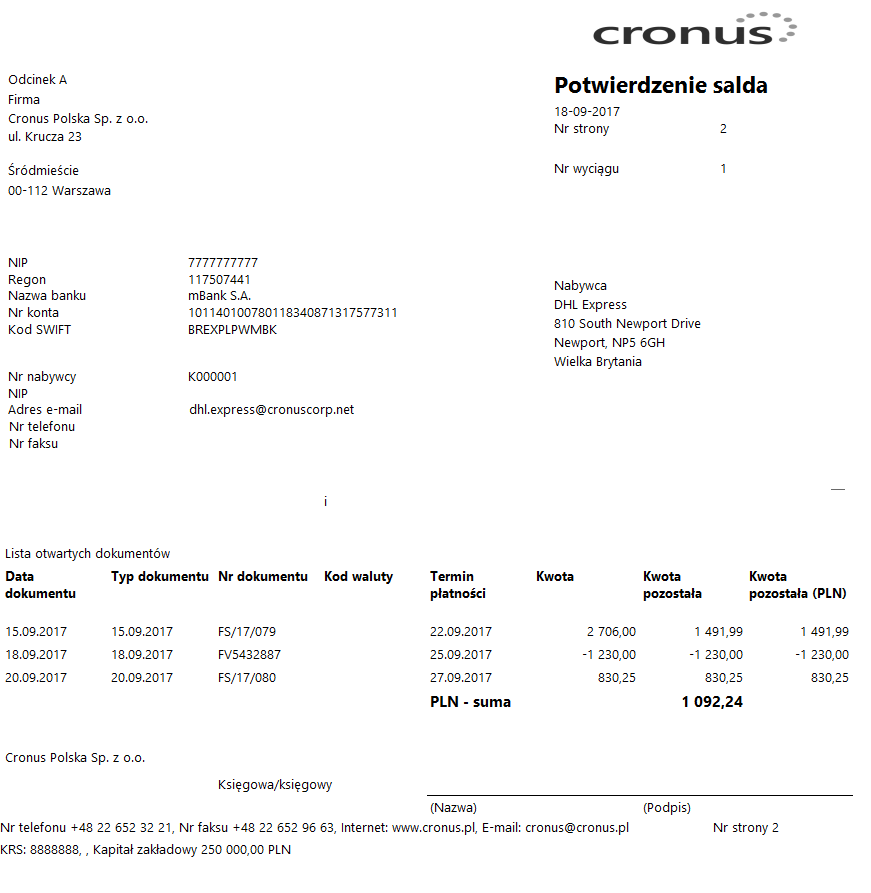 cronus
Potwierdzenie salda
18-09-2017
Nr strony 2
Nr wyciągu 1
Odcinek A
Firma
Cronus Polska Sp. z o.o.
ul. Krucza 23
Śródmieście
00-112 Warszawa
NIP 7777777777
Regon 117507441
Nazwa banku mBank S.A.
Nr konta 101140100780118340871317577311
Kod SWIFT BREXPLPWMBK
Nabywca
DHL Express
810 South Newport Drive
Newport, NP5 6GH
Wielka Brytania
Nr nabywcy K000001
NIP
Adres e-mail dhl.express@cronuscorp.net
Nr telefonu
Nr faksu
i
Lista otwartych dokumentów
Data dokumentu Typ dokumentu Nr dokumentu Kod waluty Termin płatności Kwota Kwota pozostała Kwota pozostała (PLN)
15.09.2017 15.09.2017 FS/17/079 22.09.2017 2 706,00 1 491,99 1 491,99
18.09.2017 18.09.2017 FV5432887 25.09.2017 -1 230,00 -1 230,00 -1 230,00
20.09.2017 20.09.2017 FS/17/080 27.09.2017 830,25 830,25 830,25
PLN - suma 1 092,24
Cronus Polska Sp. z o.o.
Księgowa/księgowy
(Nazwa) (Podpis)
Nr telefonu +48 22 652 32 21, Nr faksu +48 22 652 96 63, Internet: www.cronus.pl, E-mail: cronus@cronus.pl Nr strony 2
KRS: 8888888, , Kapitał zakładowy 250 000,00 PLN